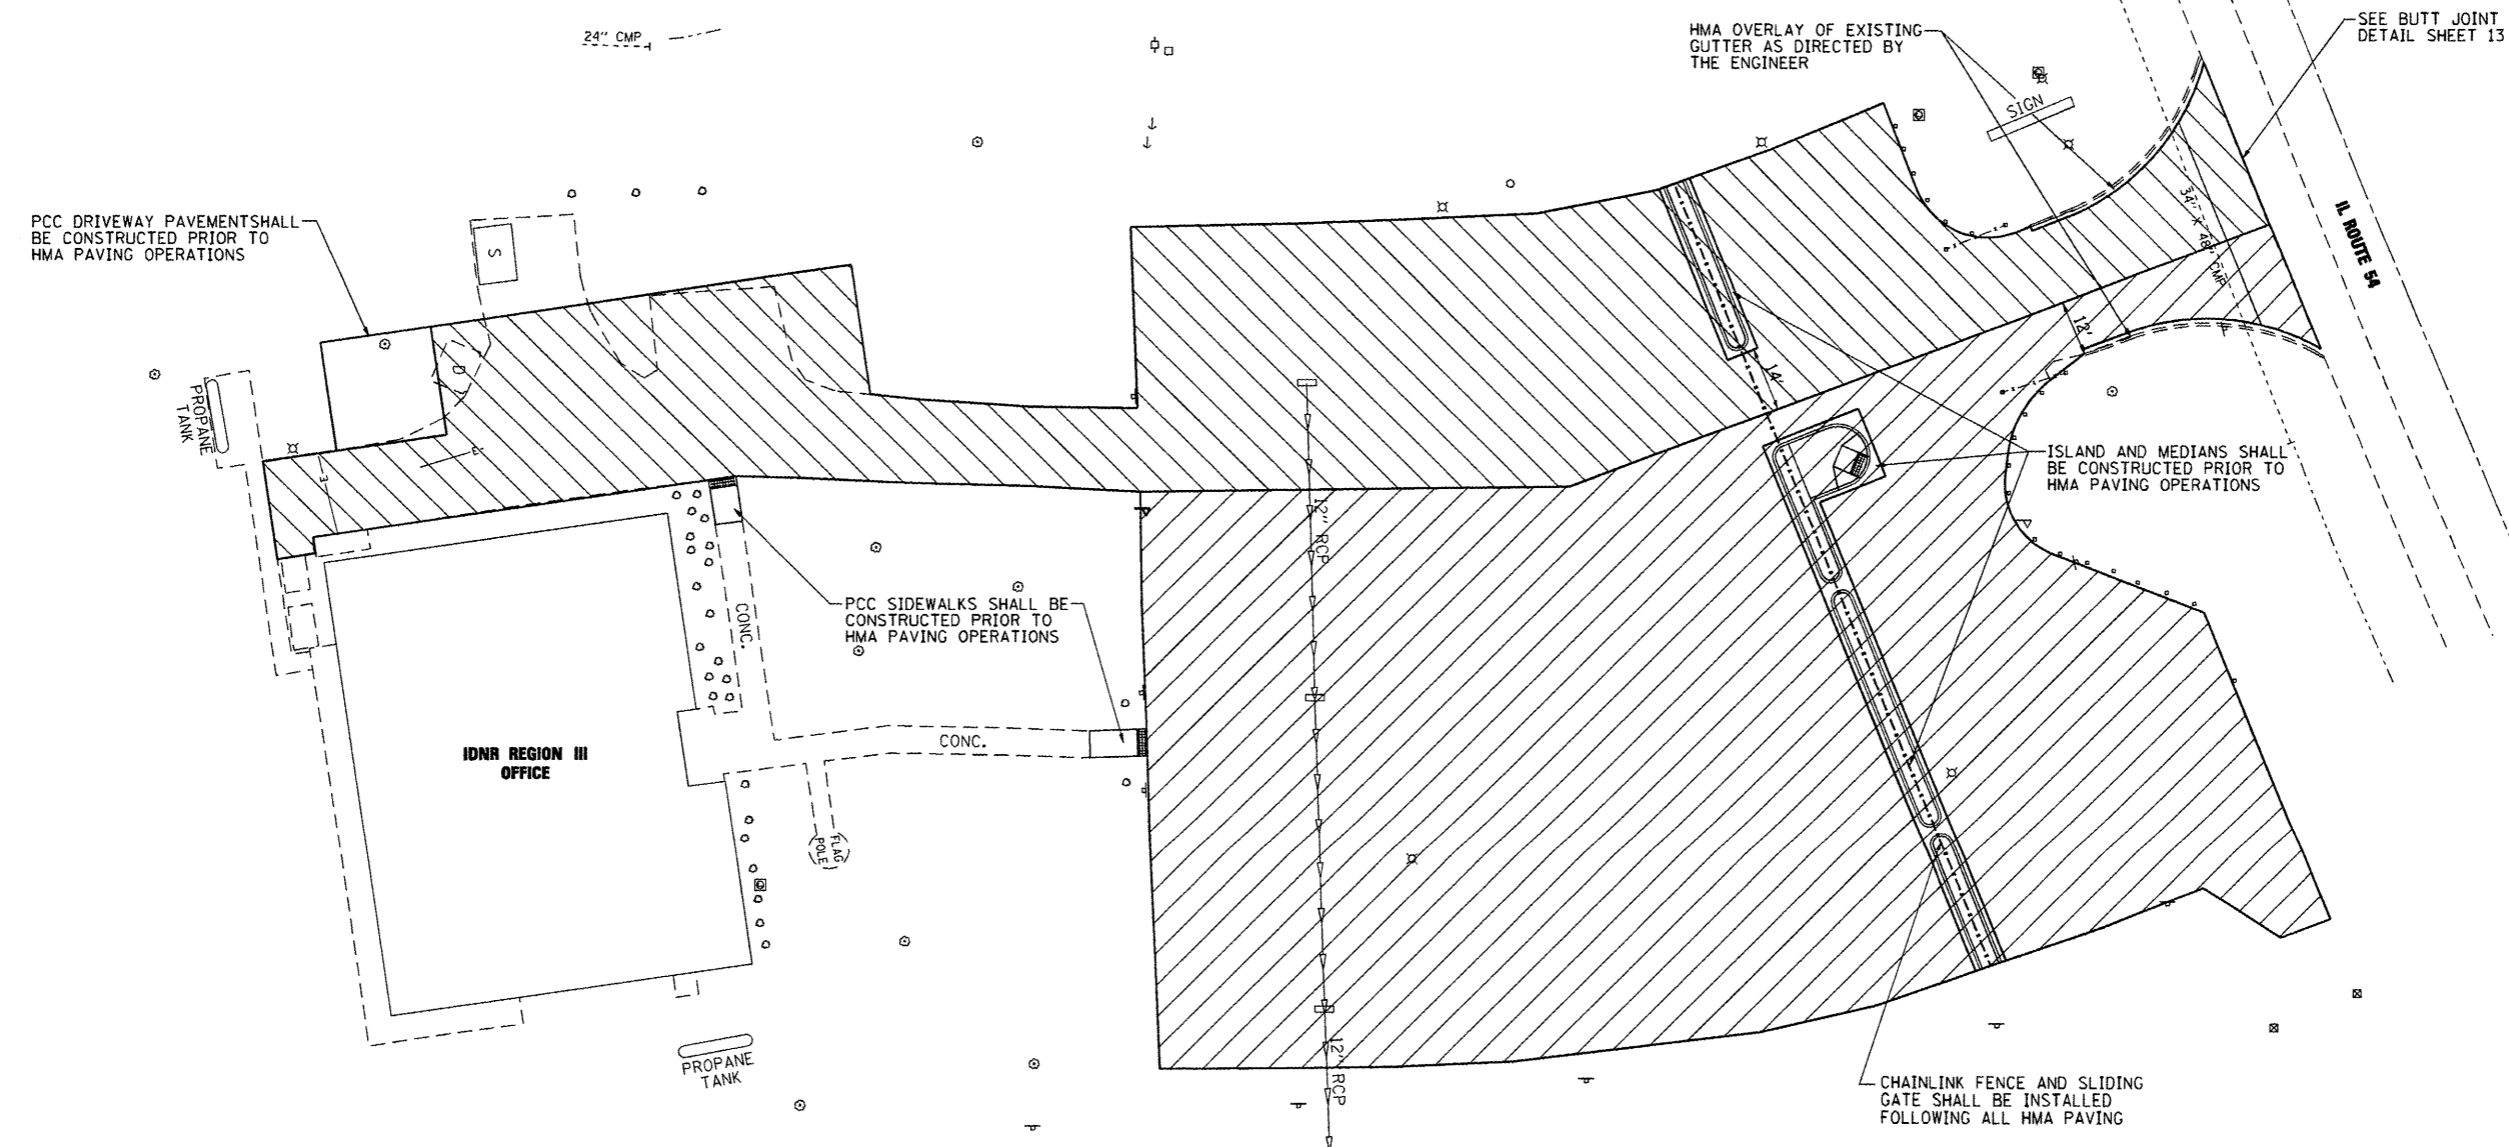 24" CMP
HMA OVERLAY OF EXISTING
GUTTER AS DIRECTED BY
THE ENGINEER
SEE BUTT JOINT
DETAIL SHEET 13
SIGN
PCC DRIVEWAY PAVEMENTSHALL
BE CONSTRUCTED PRIOR TO
HMA PAVING OPERATIONS
S
34" X 48" CMP
IL ROUTE 54
12'
14'
D
PROPANE
TANK
E
E
ISLAND AND MEDIANS SHALL
BE CONSTRUCTED PRIOR TO
HMA PAVING OPERATIONS
12" RCP
PCC SIDEWALKS SHALL BE
CONSTRUCTED PRIOR TO
HMA PAVING OPERATIONS
CONC.
CONC.
IDNR REGION III
OFFICE
FLAG
POLE
PROPANE
TANK
12" RCP
CHAINLINK FENCE AND SLIDING
GATE SHALL BE INSTALLED
FOLLOWING ALL HMA PAVING